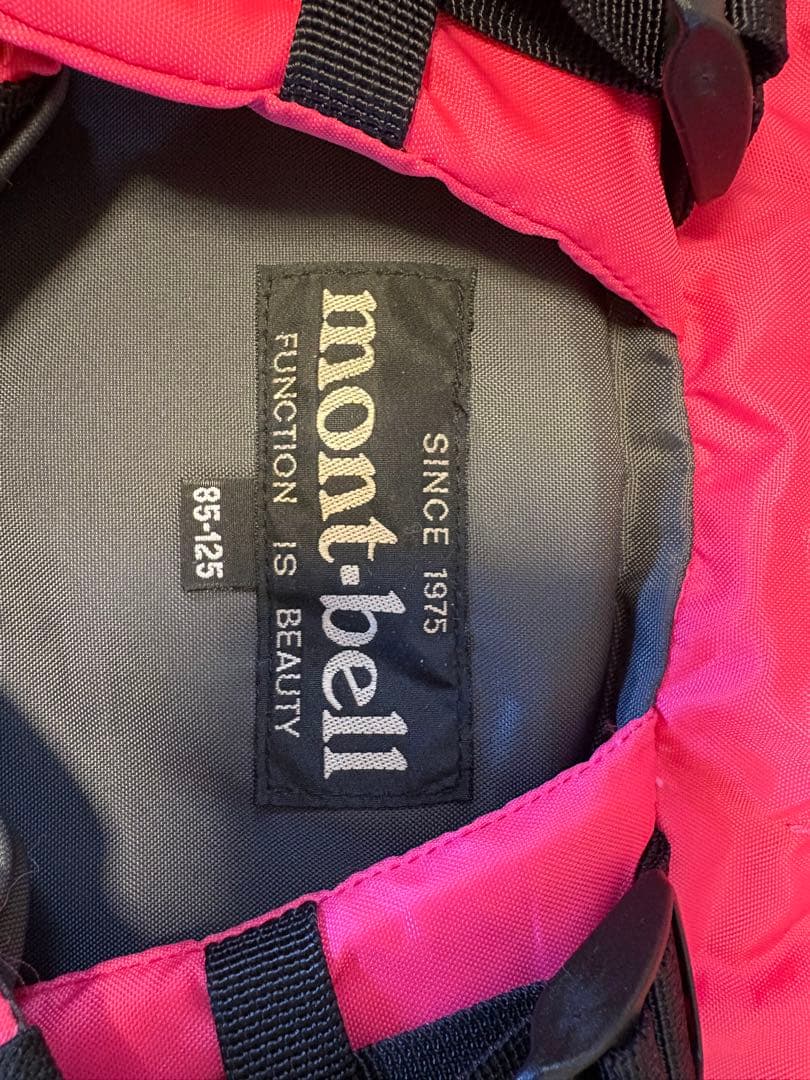 SINCE 1975
mont-bell
FUNCTION IS BEAUTY
85-125